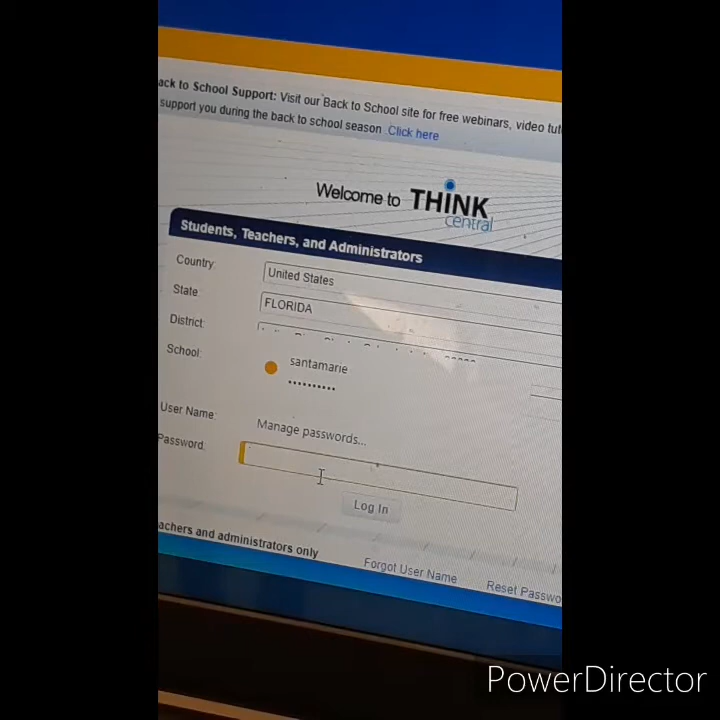 ack to School Support: Visit our Back to School site for free webinars, video tut
support you during the back to school season Click here
Welcome to THINK
central
Students, Teachers, and Administrators
Country:
United States
State:
FLORIDA
District:
School:
santamarie
••••••••••
User Name:
Manage passwords...
Password:
Log In
achers and administrators only
Forgot User Name
Reset Passwo
PowerDirector